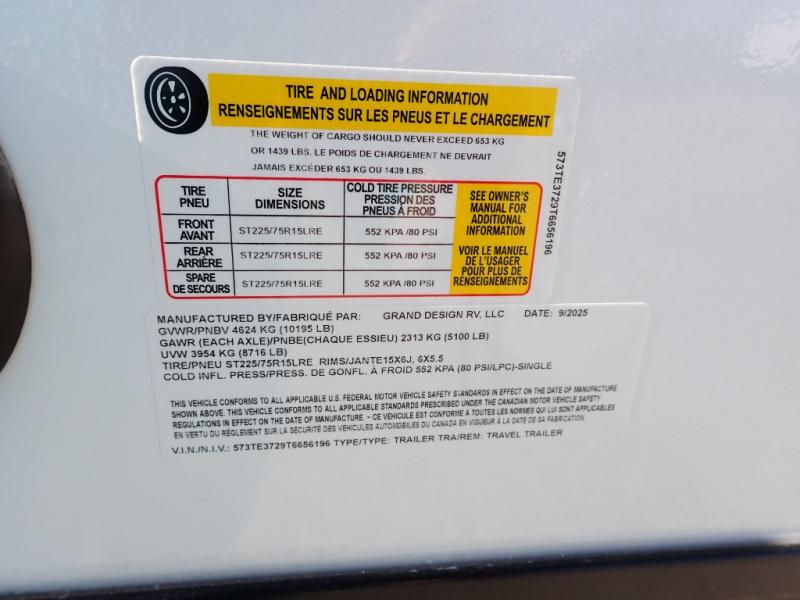 TIRE AND LOADING INFORMATION
RENSEIGNEMENTS SUR LES PNEUS ET LE CHARGEMENT
THE WEIGHT OF CARGO SHOULD NEVER EXCEED 653 KG
OR 1439 LBS. LE POIDS DE CHARGEMENT NE DEVRAIT
JAMAIS EXCÉDER 653 KG OU 1439 LBS.
TIRE
PNEU
SIZE
DIMENSIONS
COLD TIRE PRESSURE
PRESSION DES
PNEUS À FROID
FRONT
AVANT
ST225/75R15LRE
552 KPA /80 PSI
REAR
ARRIÈRE
ST225/75R15LRE
552 KPA /80 PSI
SPARE
DE SECOURS
ST225/75R15LRE
552 KPA /80 PSI
SEE OWNER'S
MANUAL FOR
ADDITIONAL
INFORMATION
VOIR LE MANUEL
DE L'USAGER
POUR PLUS DE
RENSEIGNEMENTS
573TE3729T6656196
MANUFACTURED BY/FABRIQUÉ PAR: GRAND DESIGN RV, LLC DATE: 9/2025
GVWR/PNBV 4624 KG (10195 LB)
GAWR (EACH AXLE)/PNBE(CHAQUE ESSIEU) 2313 KG (5100 LB)
UVW 3954 KG (8716 LB)
TIRE/PNEU ST225/75R15LRE RIMS/JANTE15X6J, 6X5.5
COLD INFL. PRESS/PRESS. DE GONFL. À FROID 552 KPA (80 PSI/LPC)-SINGLE
THIS VEHICLE CONFORMS TO ALL APPLICABLE U.S. FEDERAL MOTOR VEHICLE SAFETY STANDARDS IN EFFECT ON THE DATE OF MANUFACTURE
SHOWN ABOVE. THIS VEHICLE CONFORMS TO ALL APPLICABLE STANDARDS PRESCRIBED UNDER THE CANADIAN MOTOR VEHICLE SAFETY
REGULATIONS IN EFFECT ON THE DATE OF MANUFACTURE. - CE VÉHICULE EST CONFORME À TOUTES LES NORMES QUI LUI SONT APPLICABLES
EN VERTU DU RÈGLEMENT SUR LA SÉCURITÉ DES VÉHICULES AUTOMOBILES DU CANADA EN VIGUEUR À LA DATE DE SA FABRICATION.
V.I.N./N.I.V.: 573TE3729T6656196 TYPE/TYPE: TRAILER TRA/REM: TRAVEL TRAILER